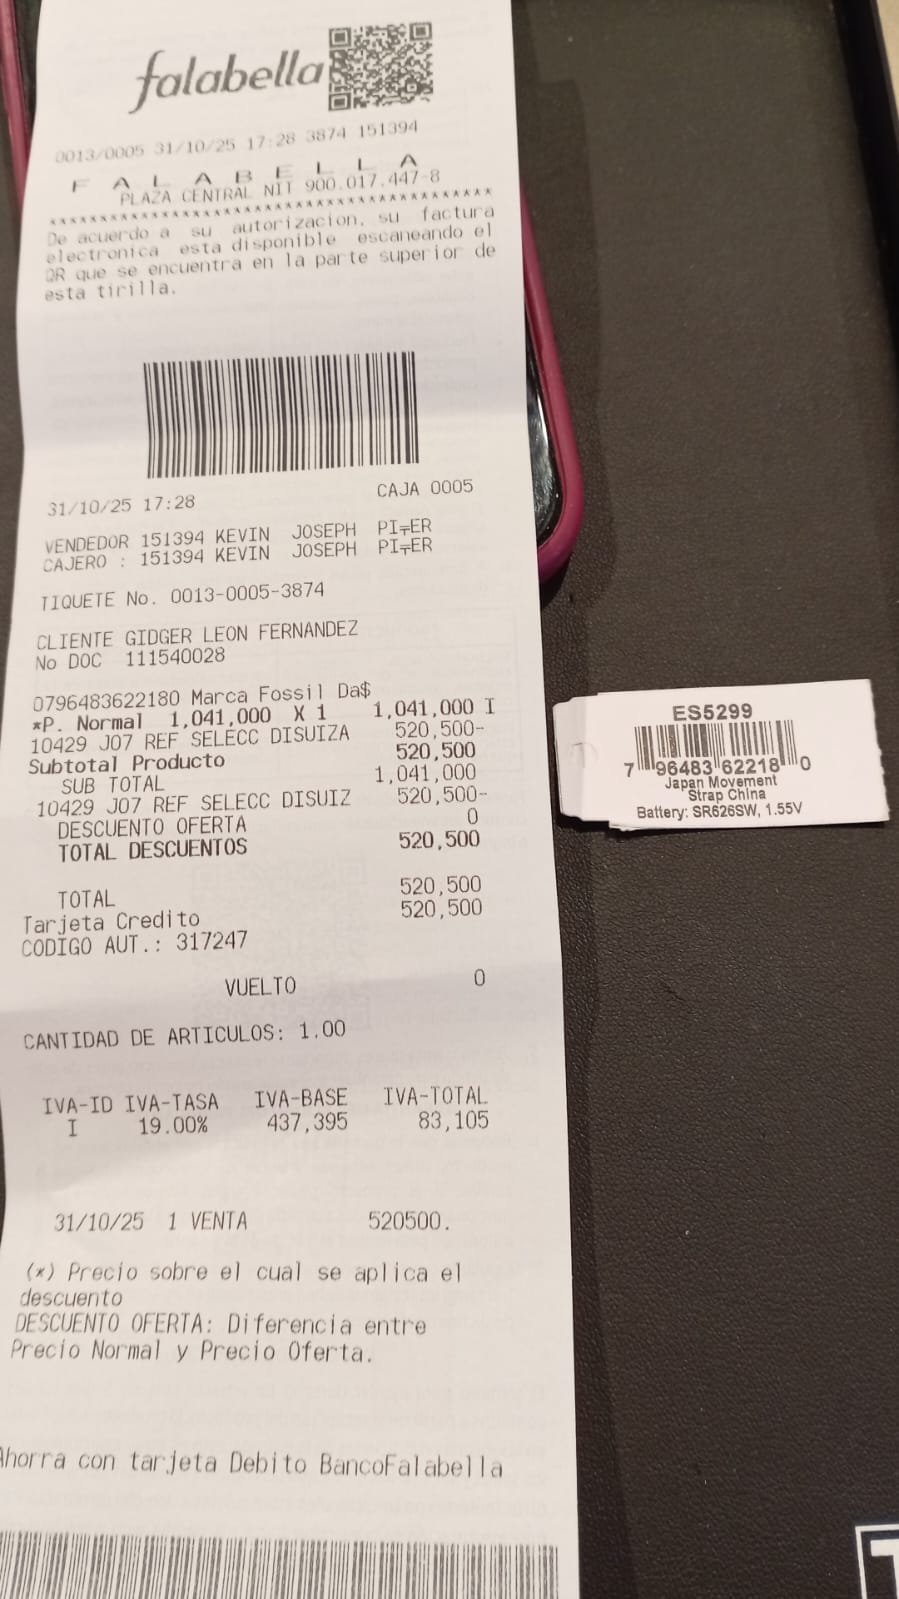 falabella
0013/0005 31/10/25 17:28 3874 151394
F A L A B E L L A
PLAZA CENTRAL NIT 900.017.447-8
****************************************
De acuerdo a su autorizacion, su factura
electronica esta disponible escaneando el
QR que se encuentra en la parte superior de
esta tirilla.
31/10/25 17:28 CAJA 0005
VENDEDOR 151394 KEVIN JOSEPH PI╤ER
CAJERO : 151394 KEVIN JOSEPH PI╤ER
TIQUETE No. 0013-0005-3874
CLIENTE GIDGER LEON FERNANDEZ
No DOC 111540028
0796483622180 Marca Fossil Da$
*P. Normal 1,041,000 X 1 1,041,000 I
10429 J07 REF SELECC DISUIZA 520,500-
Subtotal Producto 520,500
SUB TOTAL 1,041,000
10429 J07 REF SELECC DISUIZ 520,500-
DESCUENTO OFERTA 0
TOTAL DESCUENTOS 520,500
TOTAL 520,500
Tarjeta Credito 520,500
CODIGO AUT.: 317247
VUELTO 0
CANTIDAD DE ARTICULOS: 1.00
IVA-ID IVA-TASA IVA-BASE IVA-TOTAL
I 19.00% 437,395 83,105
31/10/25 1 VENTA 520500.
(*) Precio sobre el cual se aplica el
descuento
DESCUENTO OFERTA: Diferencia entre
Precio Normal y Precio Oferta.
Ahorra con tarjeta Debito BancoFalabella
ES5299
7 96483 62218 0
Japan Movement
Strap China
Battery: SR626SW, 1.55V